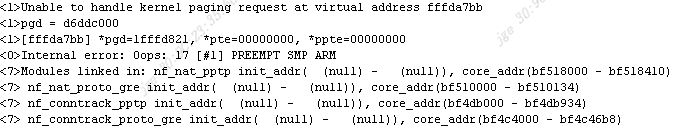 <1>Unable to handle kernel paging request at virtual address fffda7bb
<1>pgd = d6ddc000
<1>[fffda7bb] *pgd=1fffd821, *pte=00000000, *ppte=00000000
<0>Internal error: Oops: 17 [#1] PREEMPT SMP ARM
<7>Modules linked in: nf_nat_pptp init_addr(  (null) -   (null)), core_addr(bf518000 - bf518410)
<7> nf_nat_proto_gre init_addr(  (null) -   (null)), core_addr(bf510000 - bf510134)
<7> nf_conntrack_pptp init_addr(  (null) -   (null)), core_addr(bf4db000 - bf4db934)
<7> nf_conntrack_proto_gre init_addr(  (null) -   (null)), core_addr(bf4c4000 - bf4c46b8)